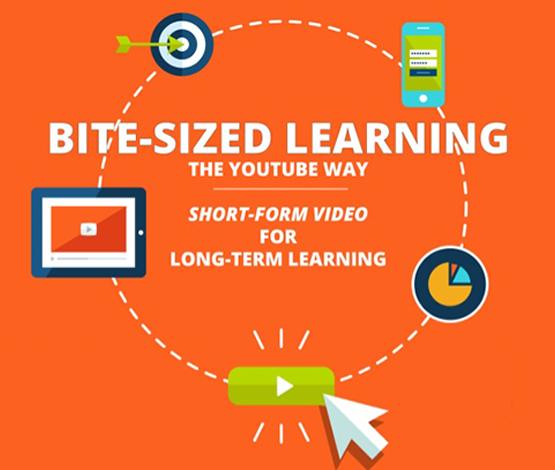 BITE-SIZED LEARNING
THE YOUTUBE WAY
SHORT-FORM VIDEO
FOR
LONG-TERM LEARNING